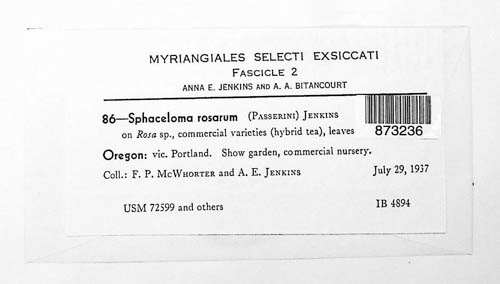 MYRIANGIALES SELECTI EXSICCATI
FASCICLE 2
ANNA E. JENKINS AND A. A. BITANCOURT
86—Sphaceloma rosarum (PASSERINI) JENKINS
on Rosa sp., commercial varieties (hybrid tea), leaves
873236
Oregon: vic. Portland. Show garden, commercial nursery.
Coll.: F. P. McWHORTER and A. E. JENKINS July 29, 1937
USM 72599 and others IB 4894